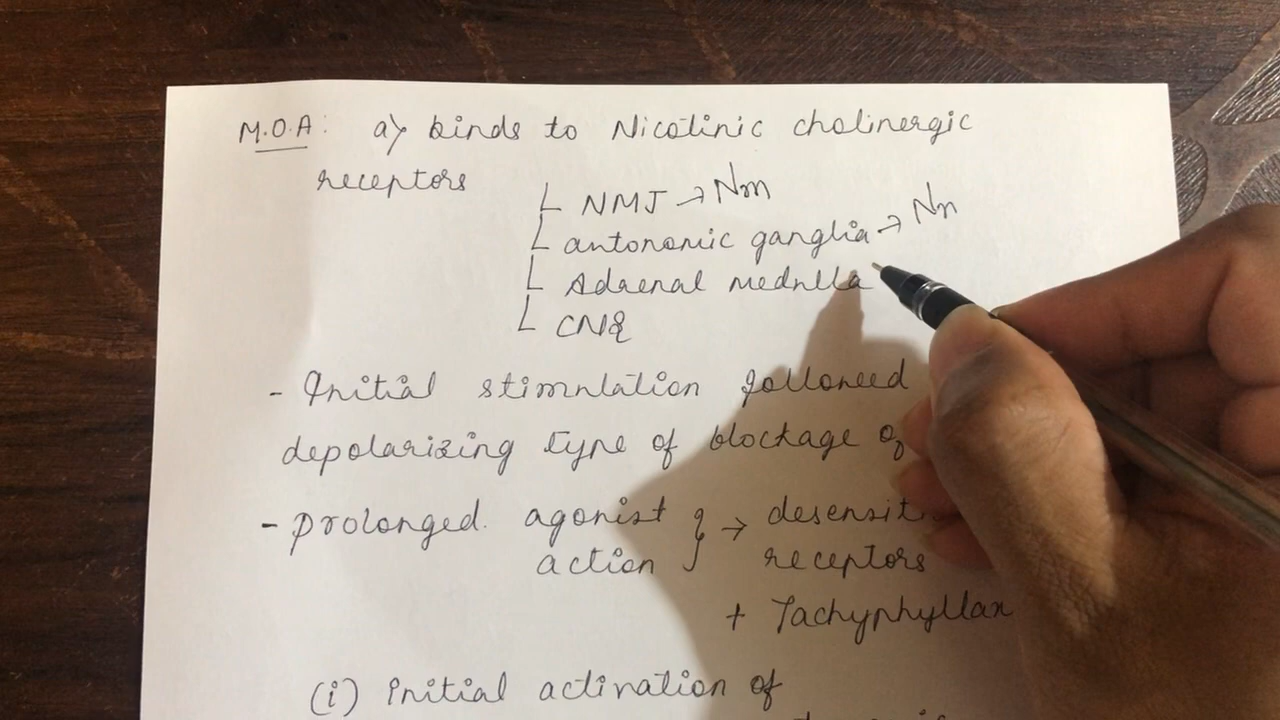 M.O.A: a) binds to Nicotinic cholinergic
receptors
NMJ → Nm
autonomic ganglia → Nn
Adrenal medulla
CNS
- Initial stimulation followed
depolarizing type of blockage of
- Prolonged agonist } → desensit
action receptors
+ Tachyphyllax
(i) Initial activation of